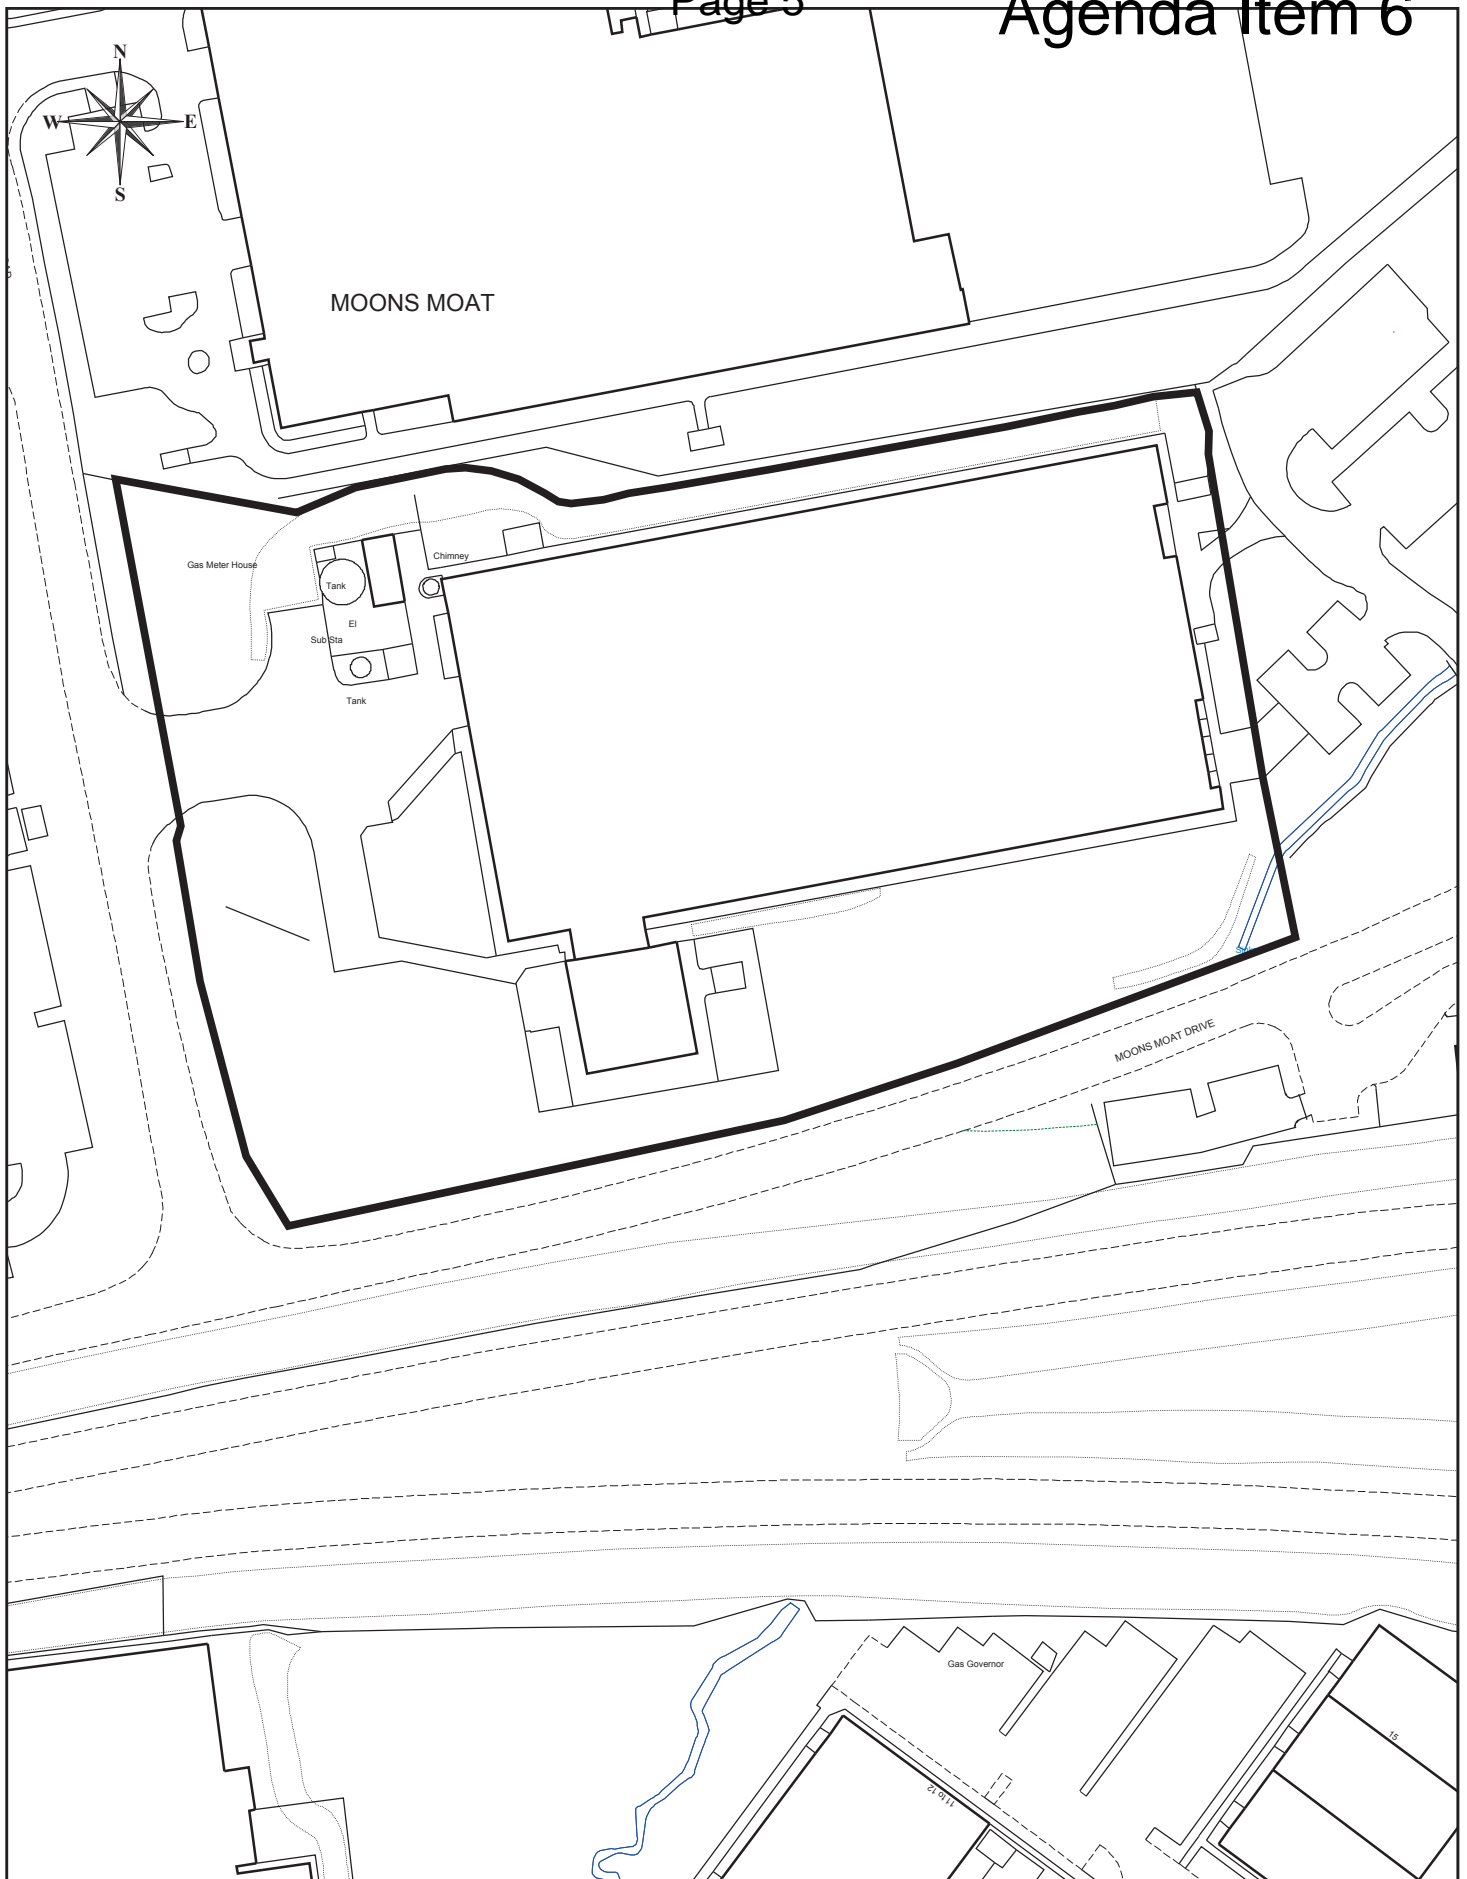 Page 5
Agenda Item 6
N
W
E
S
MOONS MOAT
Gas Meter House
Chimney
Tank
El
Sub Sta
Tank
MOONS MOAT DRIVE
Gas Governor
15
11 to 12